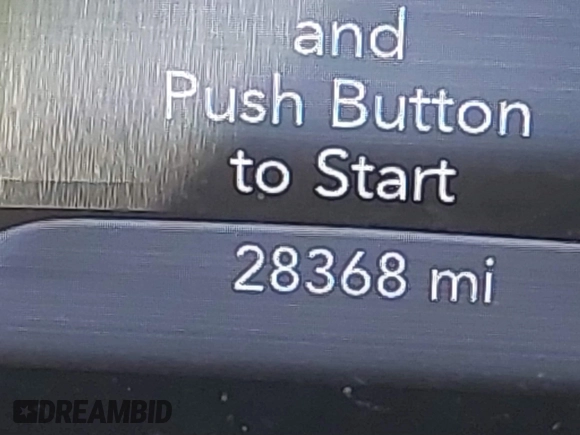 and
Push Button
to Start
28368 mi
DREAMBID